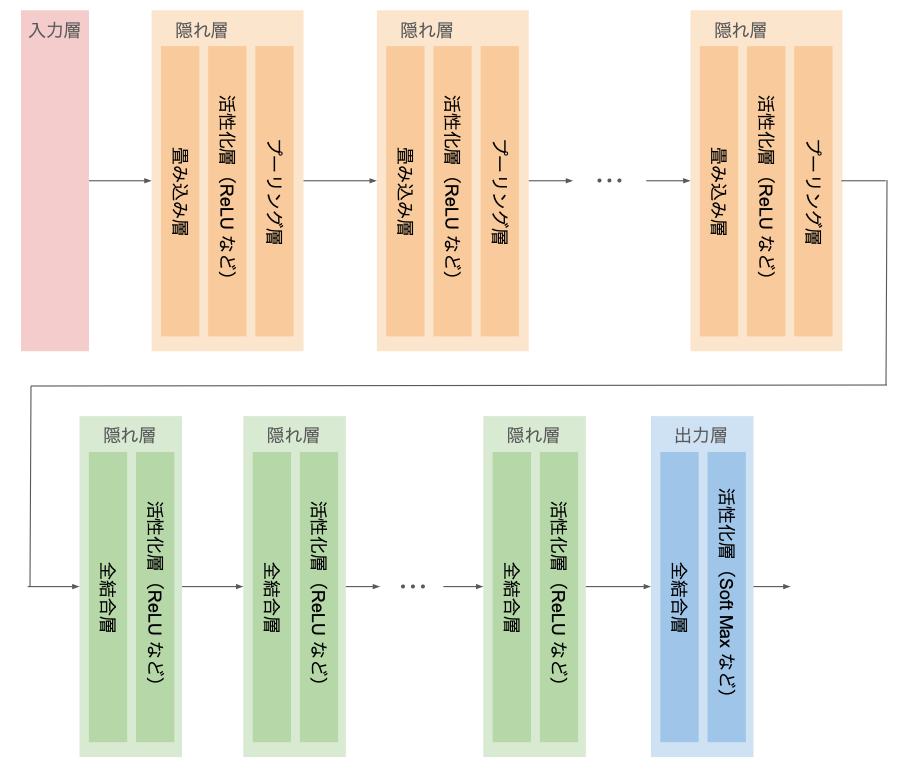 入力層
隠れ層
畳み込み層
活性化層（ReLU など）
プーリング層
隠れ層
畳み込み層
活性化層（ReLU など）
プーリング層
…
隠れ層
畳み込み層
活性化層（ReLU など）
プーリング層
隠れ層
全結合層
活性化層（ReLU など）
隠れ層
全結合層
活性化層（ReLU など）
…
隠れ層
全結合層
活性化層（ReLU など）
出力層
全結合層
活性化層（Soft Max など）